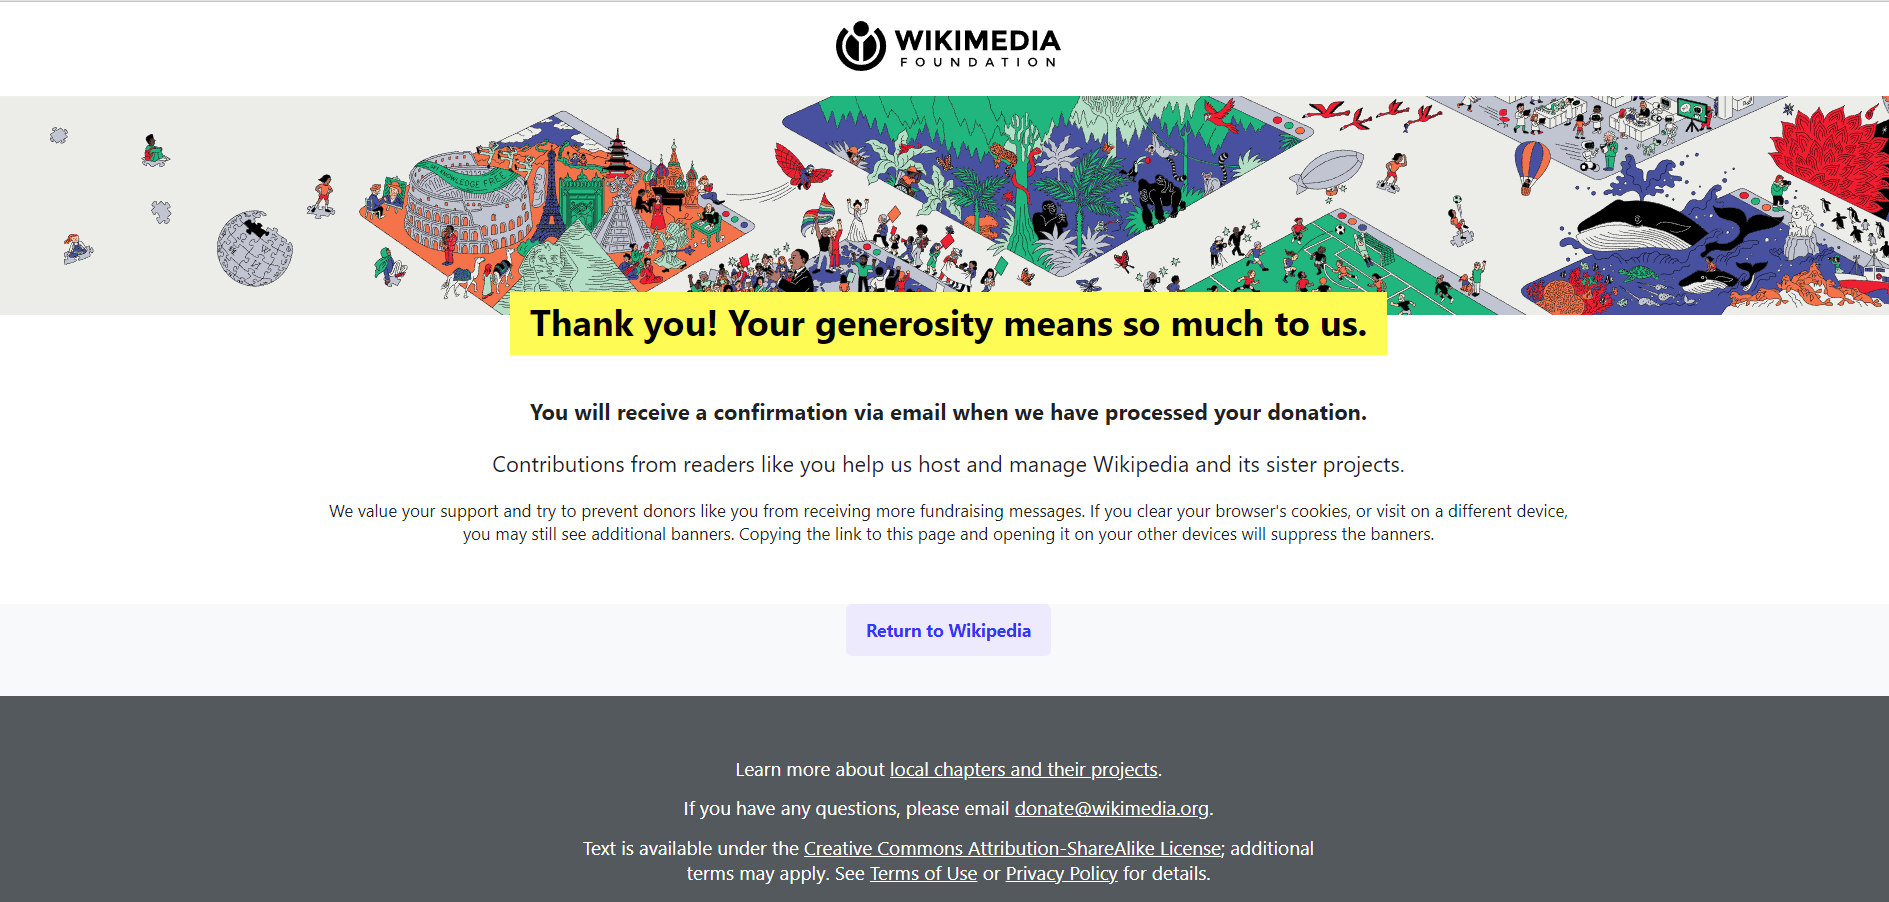 WIKIMEDIA
FOUNDATION
KNOWLEDGE FREE
Thank you! Your generosity means so much to us.
You will receive a confirmation via email when we have processed your donation.
Contributions from readers like you help us host and manage Wikipedia and its sister projects.
We value your support and try to prevent donors like you from receiving more fundraising messages. If you clear your browser's cookies, or visit on a different device,
you may still see additional banners. Copying the link to this page and opening it on your other devices will suppress the banners.
Return to Wikipedia
Learn more about local chapters and their projects.
If you have any questions, please email donate@wikimedia.org.
Text is available under the Creative Commons Attribution-ShareAlike License; additional
terms may apply. See Terms of Use or Privacy Policy for details.